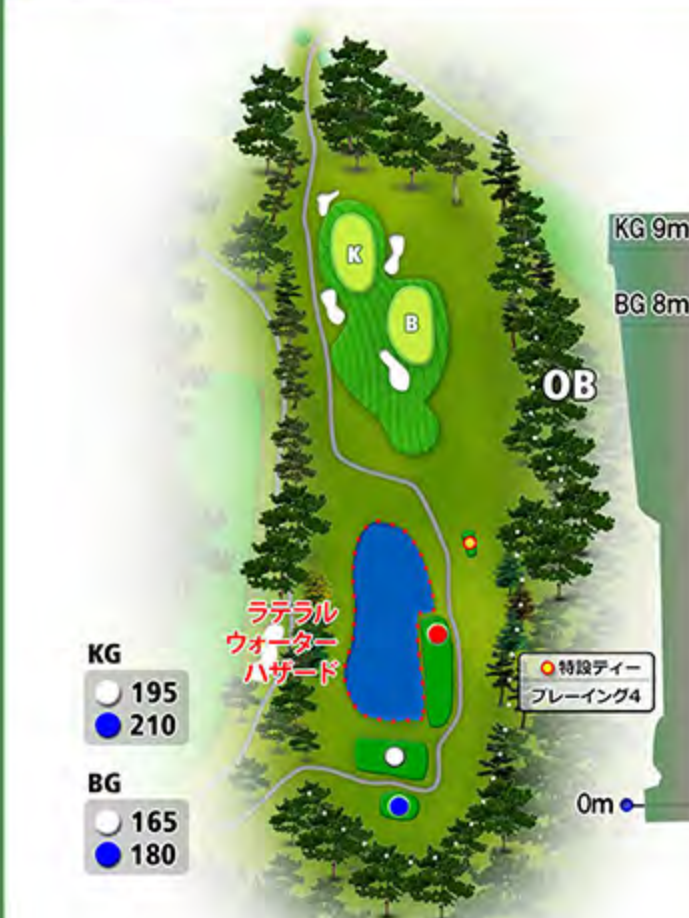 K
B
KG 9m
BG 8m
OB
ラテラル
ウォーター
ハザード
特設ティー
プレーイング4
KG
195
210
BG
165
180
0m